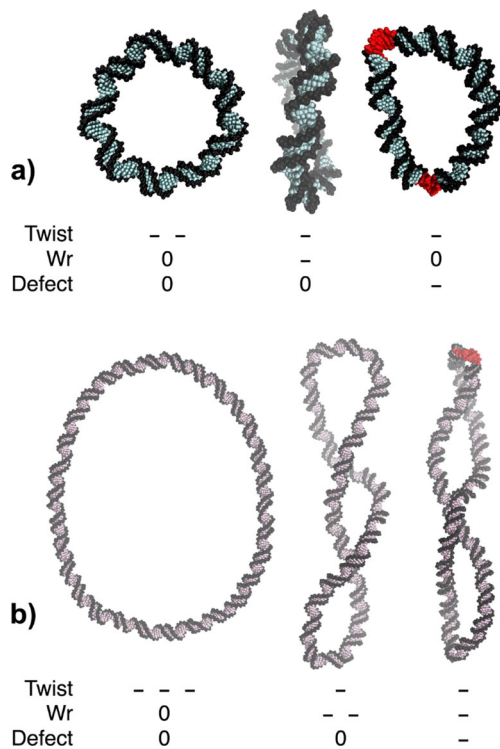 a)
Twist – – – –
Wr 0 – 0
Defect 0 0 –
b)
Twist – – – – –
Wr 0 – – –
Defect 0 0 –